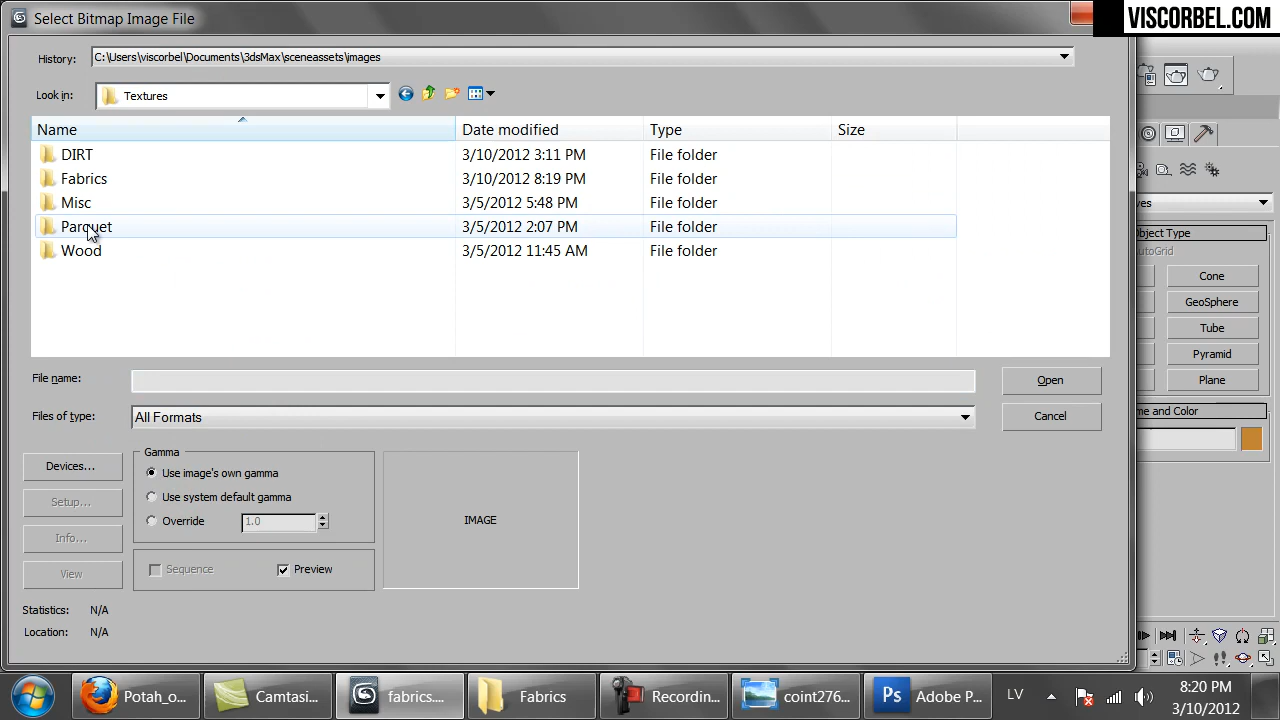 Select Bitmap Image File
VISCORBEL.COM
History: C:\Users\viscorbel\Documents\3dsMax\sceneassets\images
Look in: Textures
Name Date modified Type Size
DIRT 3/10/2012 3:11 PM File folder
Fabrics 3/10/2012 8:19 PM File folder
Misc 3/5/2012 5:48 PM File folder
Parquet 3/5/2012 2:07 PM File folder
Wood 3/5/2012 11:45 AM File folder
File name: Open
Files of type: All Formats Cancel
Devices...
Setup...
Info...
View
Gamma
Use image's own gamma
Use system default gamma
Override 1.0
Sequence Preview
IMAGE
Statistics: N/A
Location: N/A
ves
Object Type
AutoGrid
Cone
GeoSphere
Tube
Pyramid
Plane
me and Color
Potah_o...
Camtasi...
fabrics....
Fabrics
Recordin...
coint276...
Ps Adobe P...
LV
8:20 PM
3/10/2012